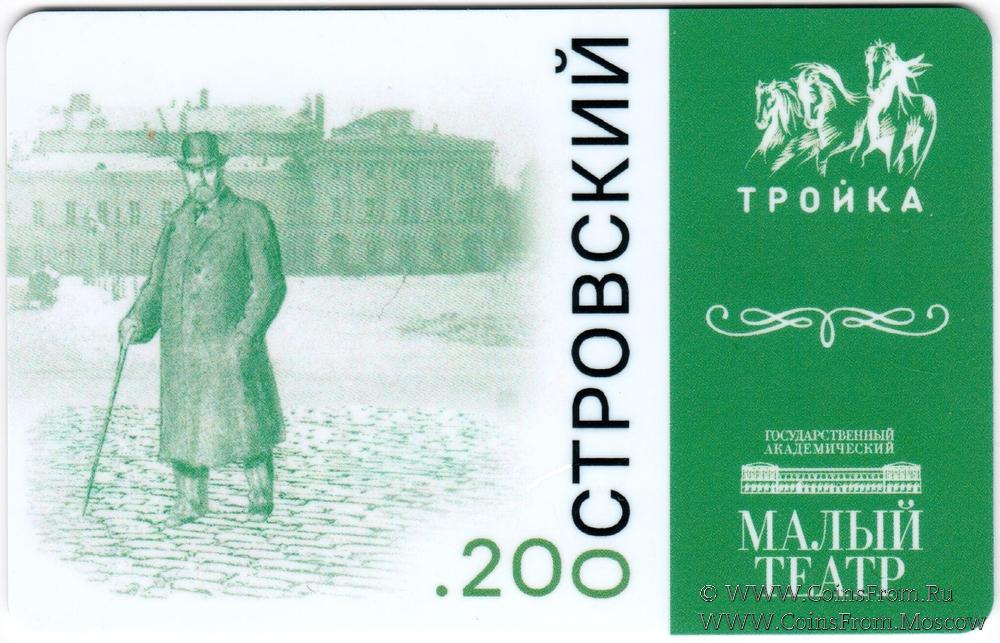 ОСТРОВСКИЙ
.200
ТРОЙКА
ГОСУДАРСТВЕННЫЙ
АКАДЕМИЧЕСКИЙ
МАЛЫЙ
ТЕАТР
© WWW.CoinsFrom.Ru
WWW.CoinsFrom.Moscow